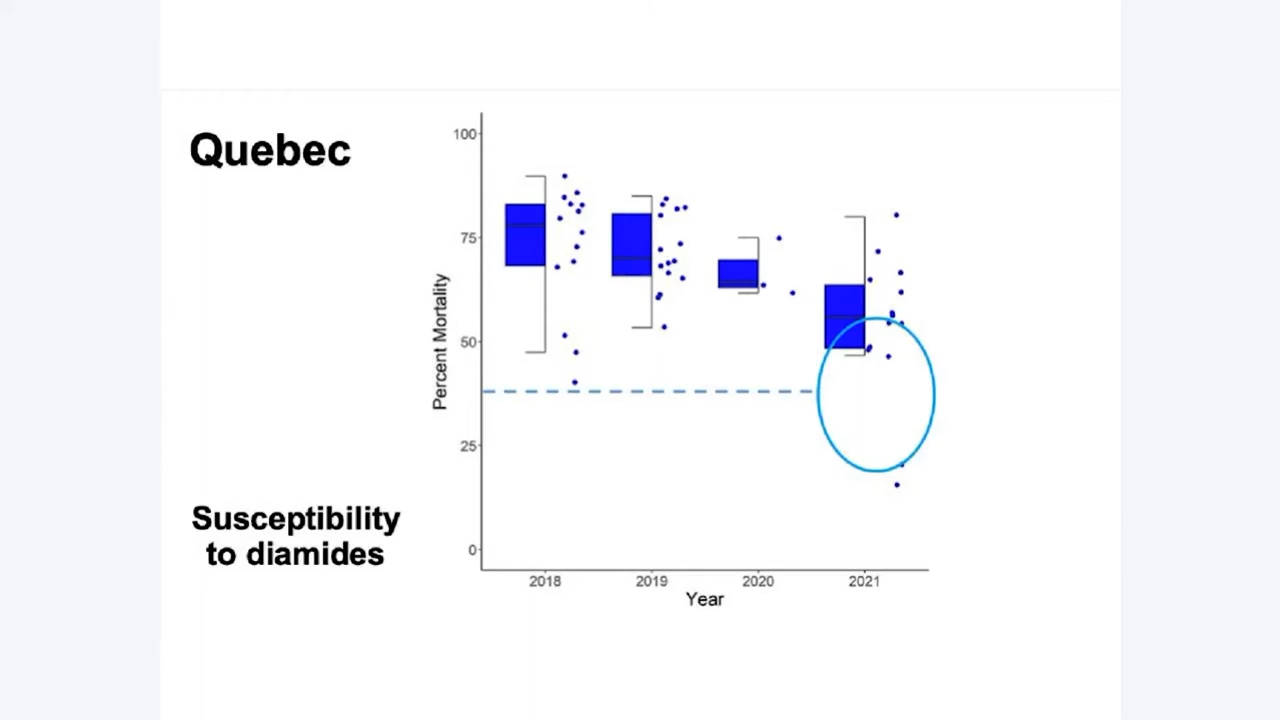 Quebec
100
75
50
25
0
Percent Mortality
2018 2019 2020 2021
Year
Susceptibility
to diamides